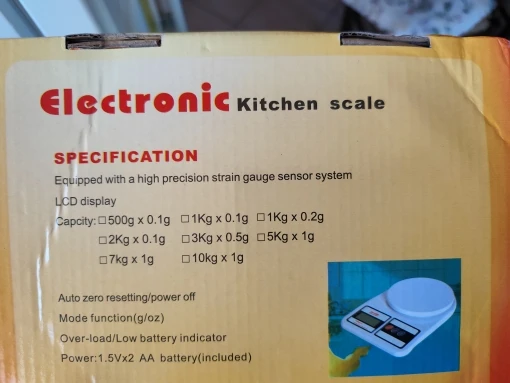 Electronic Kitchen scale
SPECIFICATION
Equipped with a high precision strain gauge sensor system
LCD display
Capcity: □500g x 0.1g □1Kg x 0.1g □1Kg x 0.2g
□2Kg x 0.1g □3Kg x 0.5g □5Kg x 1g
□7kg x 1g □10kg x 1g
Auto zero resetting/power off
Mode function(g/oz)
Over-load/Low battery indicator
Power:1.5Vx2 AA battery(included)